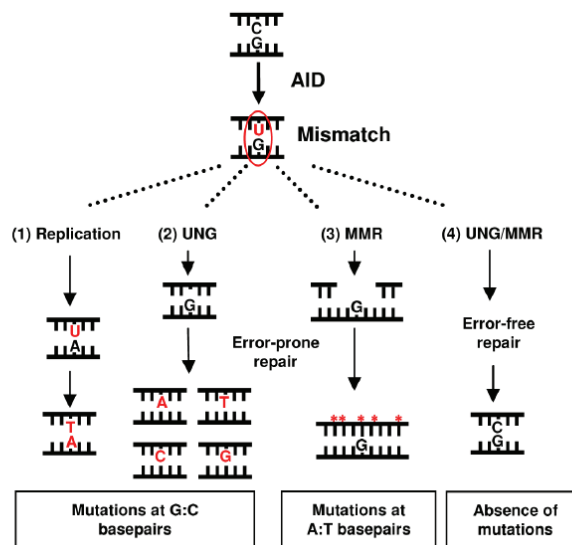 C
G
AID
U
G
Mismatch
(1) Replication
(2) UNG
(3) MMR
(4) UNG/MMR
G
G
U
A
Error-prone
repair
Error-free
repair
A
T
T
A
C
G
*** * *
G
C
G
Mutations at G:C
basepairs
Mutations at
A:T basepairs
Absence of
mutations